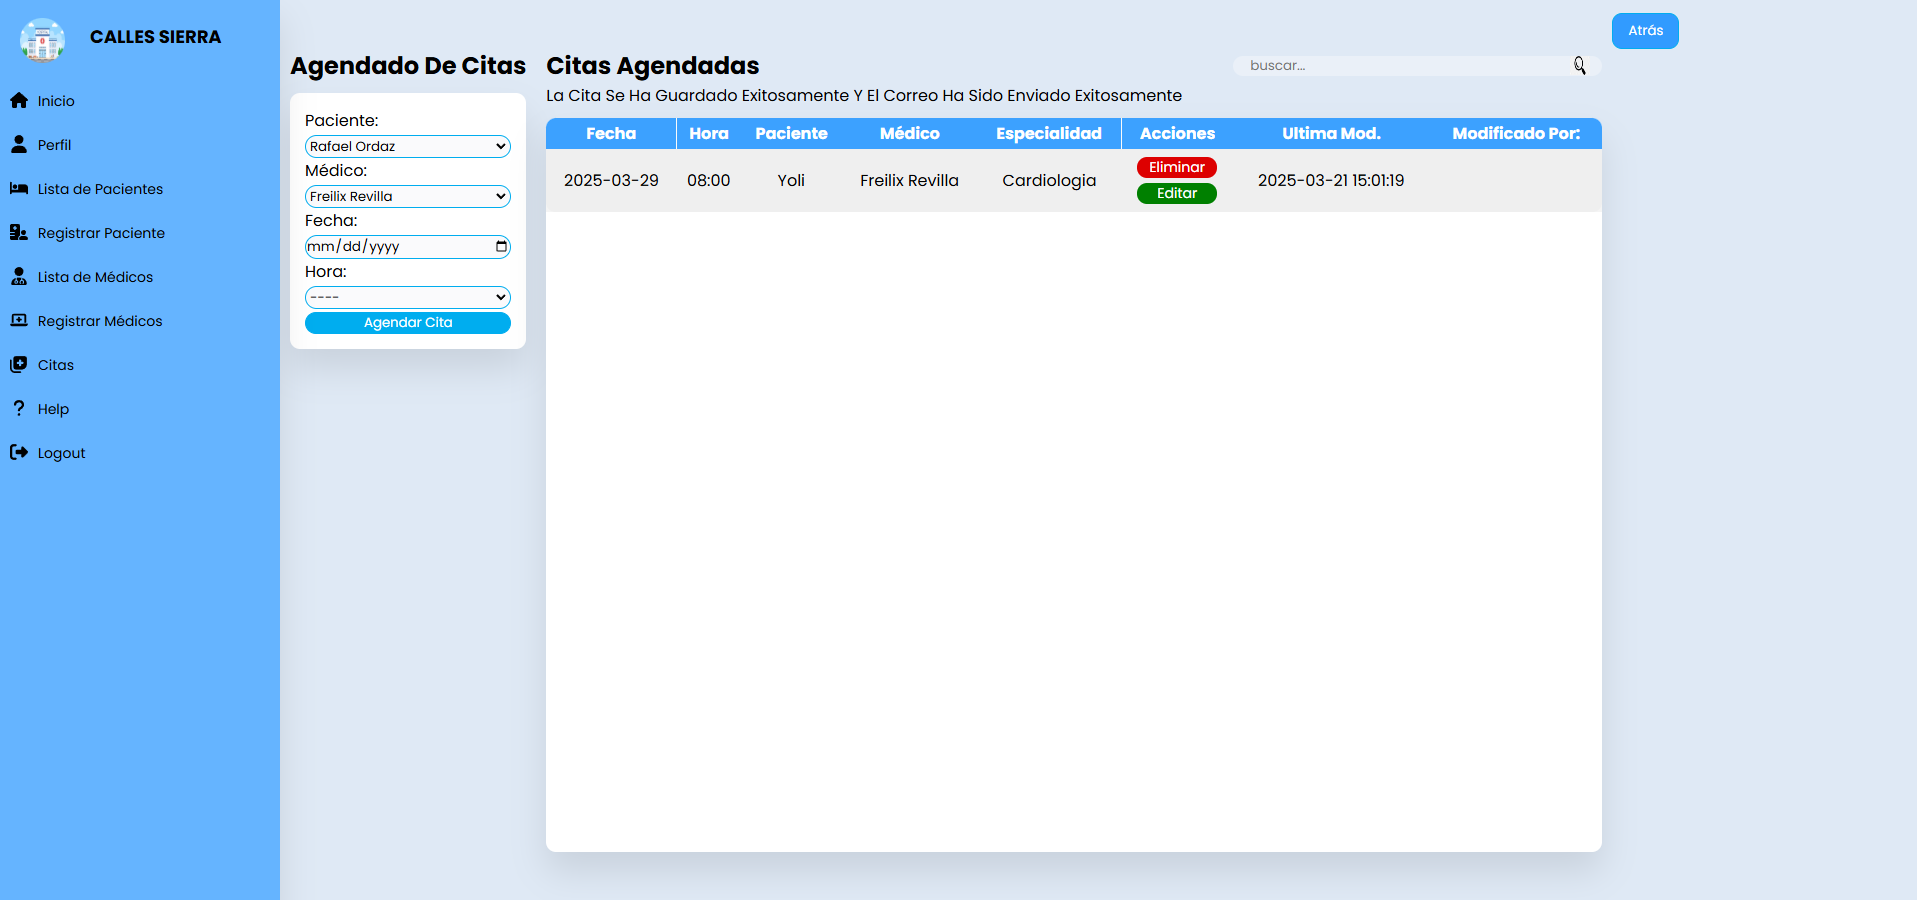 CALLES SIERRA
Inicio
Perfil
Lista de Pacientes
Registrar Paciente
Lista de Médicos
Registrar Médicos
Citas
Help
Logout
Atrás
Agendado De Citas
Paciente:
Rafael Ordaz
Médico:
Freilix Revilla
Fecha:
mm/dd/yyyy
Hora:
----
Agendar Cita
Citas Agendadas
buscar...
La Cita Se Ha Guardado Exitosamente Y El Correo Ha Sido Enviado Exitosamente
Fecha Hora Paciente Médico Especialidad Acciones Ultima Mod. Modificado Por:
2025-03-29 08:00 Yoli Freilix Revilla Cardiologia Eliminar 2025-03-21 15:01:19
Editar